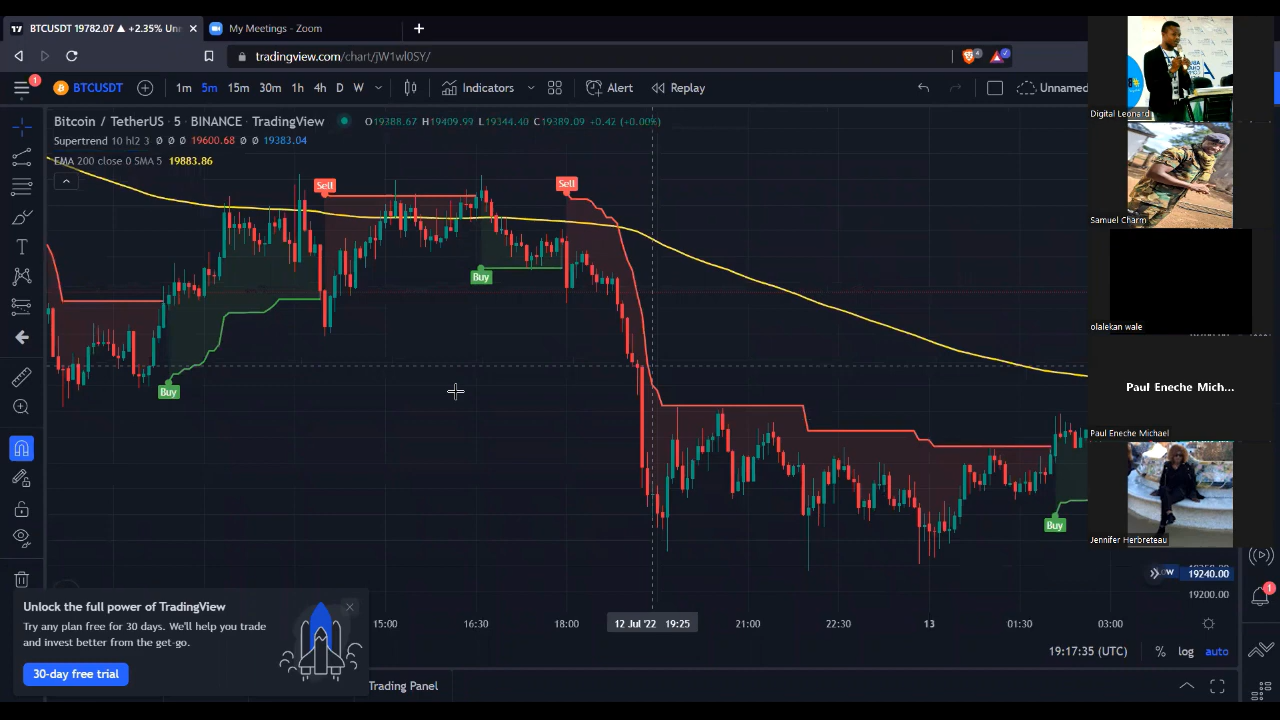 BTCUSDT 19782.07 ▲ +2.35% Unn
My Meetings - Zoom
tradingview.com/chart/jW1wl0SY/
4
1
BTCUSDT
1m 5m 15m 30m 1h 4h D W
Indicators
Alert
Replay
Unnamed
Bitcoin / TetherUS · 5 · BINANCE · TradingView
O19388.67 H19409.99 L19344.40 C19389.09 +0.42 (+0.00%)
Supertrend 10 hl2 3 ø ø ø 19600.68 ø 19383.04
EMA 200 close 0 SMA 5 19883.86
Sell
Sell
Buy
Buy
Buy
Digital Leonard
Samuel Charm
olalekan wale
Paul Eneche Mich...
Paul Eneche Michael
Jennifer Herbreteau
19240.00
19200.00
1
Unlock the full power of TradingView
Try any plan free for 30 days. We'll help you trade
and invest better from the get-go.
30-day free trial
15:00 16:30 18:00 12 Jul '22 19:25 21:00 22:30 13 01:30 03:00
19:17:35 (UTC) % log auto
Trading Panel